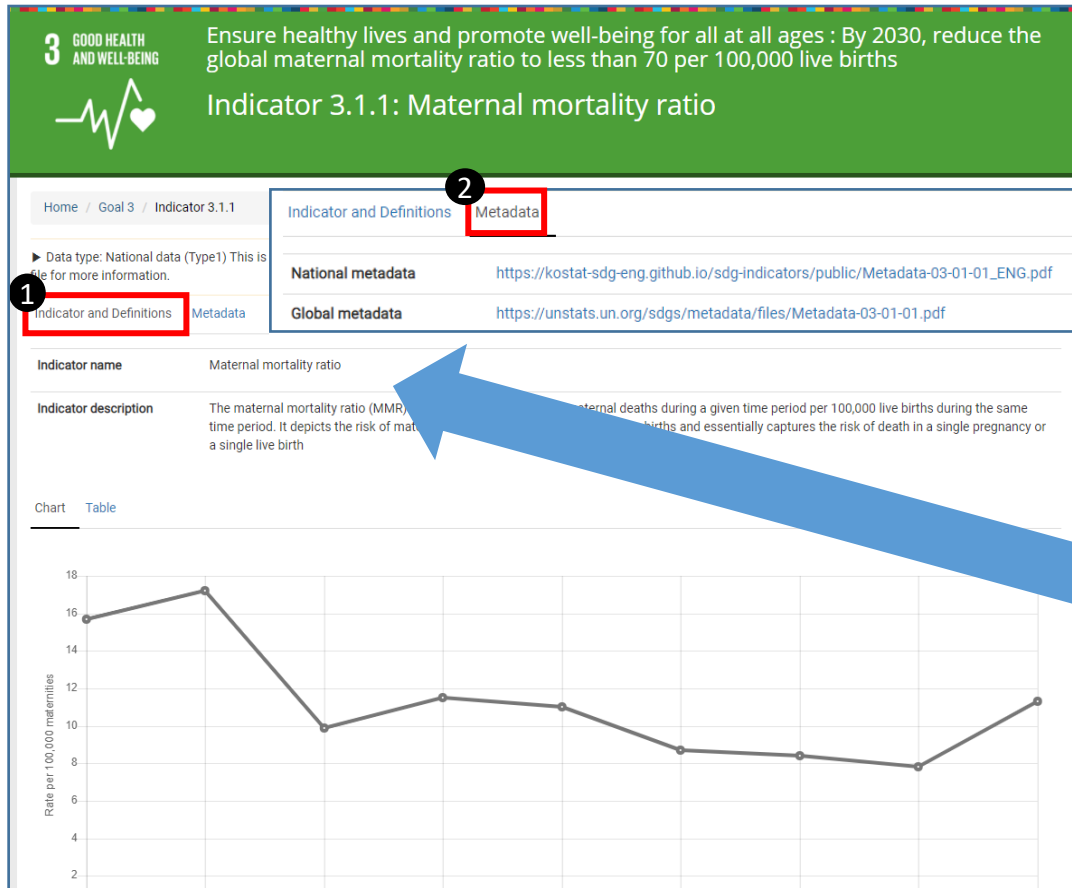 3 GOOD HEALTH
AND WELL-BEING
Ensure healthy lives and promote well-being for all at all ages : By 2030, reduce the
global maternal mortality ratio to less than 70 per 100,000 live births
Indicator 3.1.1: Maternal mortality ratio
Home / Goal 3 / Indicator 3.1.1
▶ Data type: National data (Type1) This is
file for more information.
1
Indicator and Definitions Metadata
2
Indicator and Definitions Metadata
National metadata https://kostat-sdg-eng.github.io/sdg-indicators/public/Metadata-03-01-01_ENG.pdf
Global metadata https://unstats.un.org/sdgs/metadata/files/Metadata-03-01-01.pdf
Indicator name Maternal mortality ratio
Indicator description The maternal mortality ratio (MMR) deaths during a given time period per 100,000 live births during the same
time period. It depicts the risk of and essentially captures the risk of death in a single pregnancy or
a single live birth
Chart Table
18
16
14
12
10
8
6
4
2
Rate per 100,000 maternities